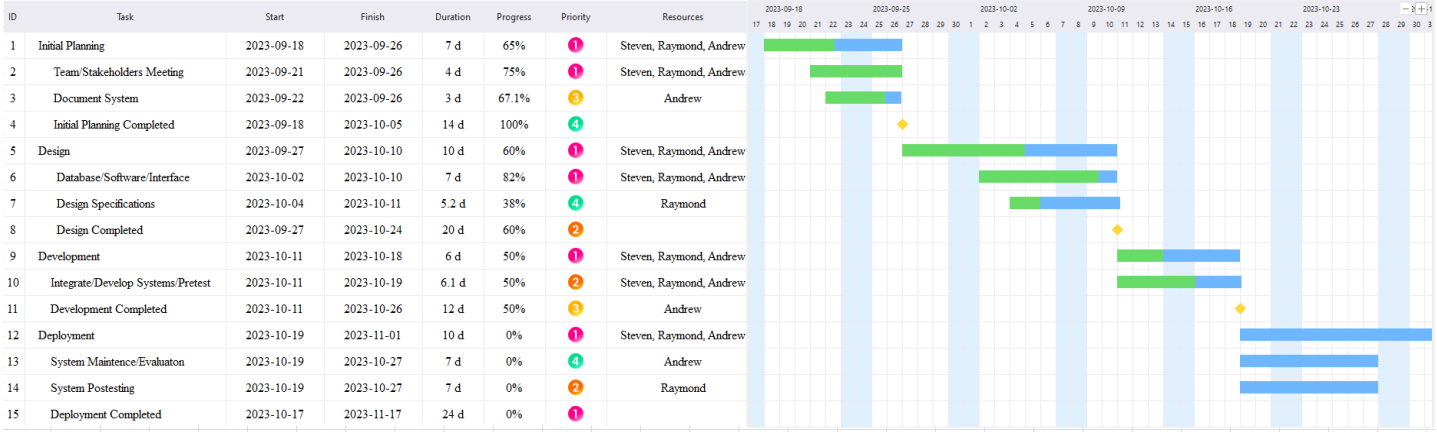 ID Task Start Finish Duration Progress Priority Resources 2023-09-18 2023-09-25 2023-10-02 2023-10-09 2023-10-16 2023-10-23
17 18 19 20 21 22 23 24 25 26 27 28 29 30 1 2 3 4 5 6 7 8 9 10 11 12 13 14 15 16 17 18 19 20 21 22 23 24 25 26 27 28 29 30 3
1 Initial Planning 2023-09-18 2023-09-26 7 d 65% 1 Steven, Raymond, Andrew
2 Team/Stakeholders Meeting 2023-09-21 2023-09-26 4 d 75% 1 Steven, Raymond, Andrew
3 Document System 2023-09-22 2023-09-26 3 d 67.1% 3 Andrew
4 Initial Planning Completed 2023-09-18 2023-10-05 14 d 100% 4
5 Design 2023-09-27 2023-10-10 10 d 60% 1 Steven, Raymond, Andrew
6 Database/Software/Interface 2023-10-02 2023-10-10 7 d 82% 1 Steven, Raymond, Andrew
7 Design Specifications 2023-10-04 2023-10-11 5.2 d 38% 4 Raymond
8 Design Completed 2023-09-27 2023-10-24 20 d 60% 2
9 Development 2023-10-11 2023-10-18 6 d 50% 1 Steven, Raymond, Andrew
10 Integrate/Develop Systems/Pretest 2023-10-11 2023-10-19 6.1 d 50% 2 Steven, Raymond, Andrew
11 Development Completed 2023-10-11 2023-10-26 12 d 50% 3 Andrew
12 Deployment 2023-10-19 2023-11-01 10 d 0% 1 Steven, Raymond, Andrew
13 System Maintence/Evaluaton 2023-10-19 2023-10-27 7 d 0% 4 Andrew
14 System Postesting 2023-10-19 2023-10-27 7 d 0% 2 Raymond
15 Deployment Completed 2023-10-17 2023-11-17 24 d 0% 1